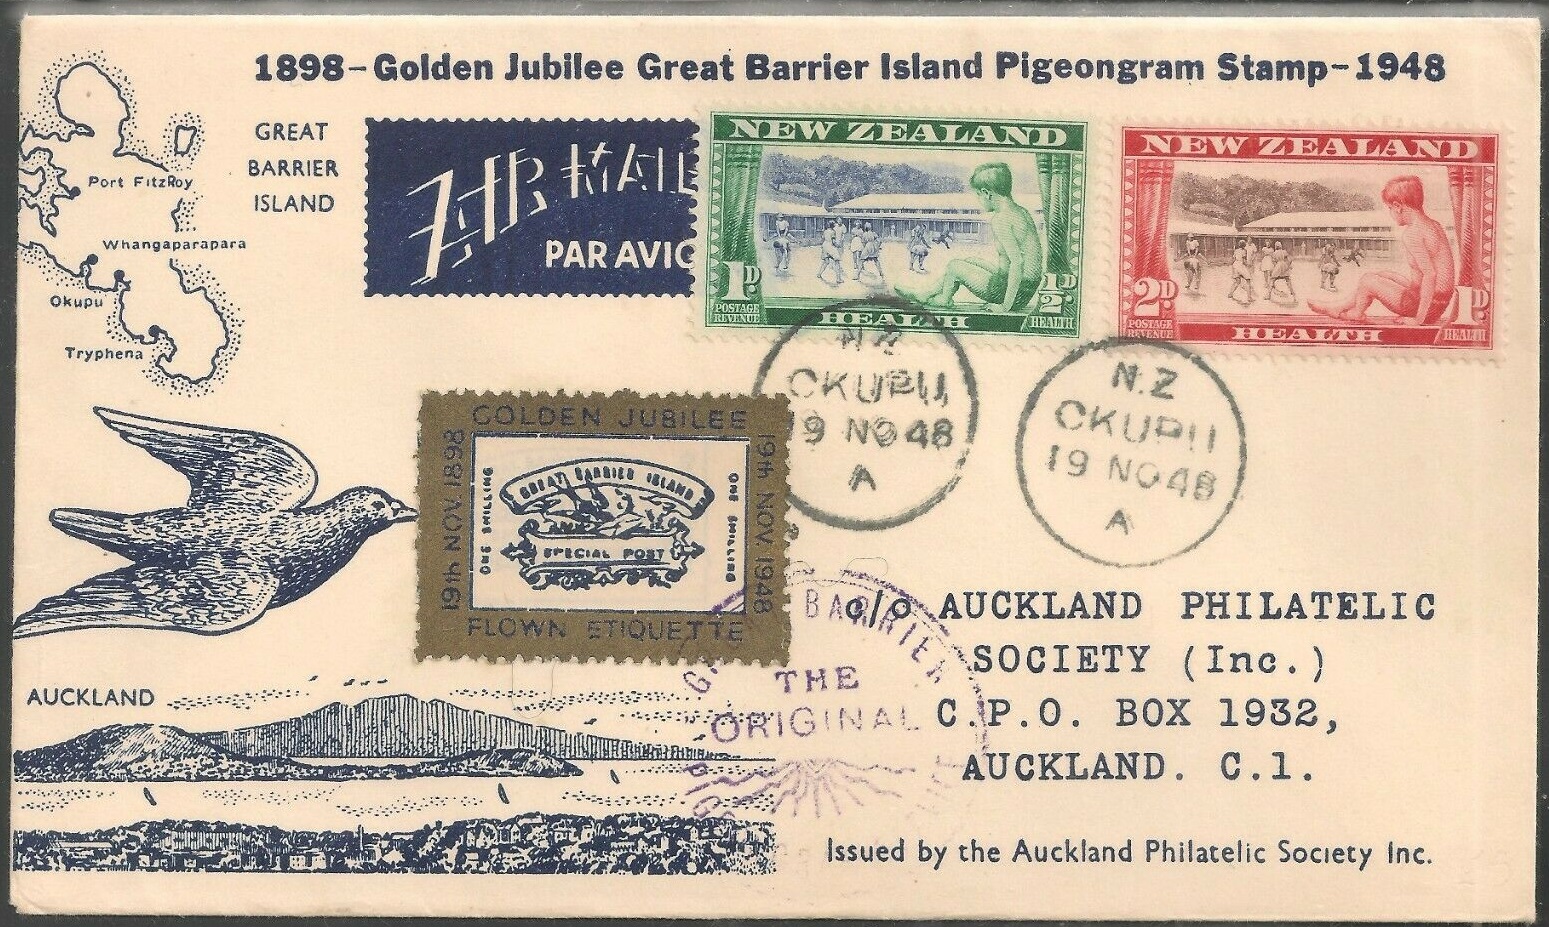 1898-Golden Jubilee Great Barrier Island Pigeongram Stamp-1948
GREAT
BARRIER
ISLAND
Port FitzRoy
Whangaparapara
Okupu
Tryphena
AIR MAIL
PAR AVIO
NEW ZEALAND
1D
1/2D
POSTAGE
REVENUE
HEALTH
HEALTH
NEW ZEALAND
2D
1D
POSTAGE
REVENUE
HEALTH
HEALTH
N.Z
OKUPU
19 NO 48
A
N.Z
OKUPU
19 NO 48
A
GOLDEN JUBILEE
19th NOV. 1898
19th NOV. 1948
ONE SHILLING
GREAT BARRIER ISLAND
SPECIAL POST
ONE SHILLING
FLOWN ETIQUETTE
BARRIER
THE
ORIGINAL
c/o AUCKLAND PHILATELIC
SOCIETY (Inc.)
C.P.O. BOX 1932,
AUCKLAND. C.1.
AUCKLAND
Issued by the Auckland Philatelic Society Inc.